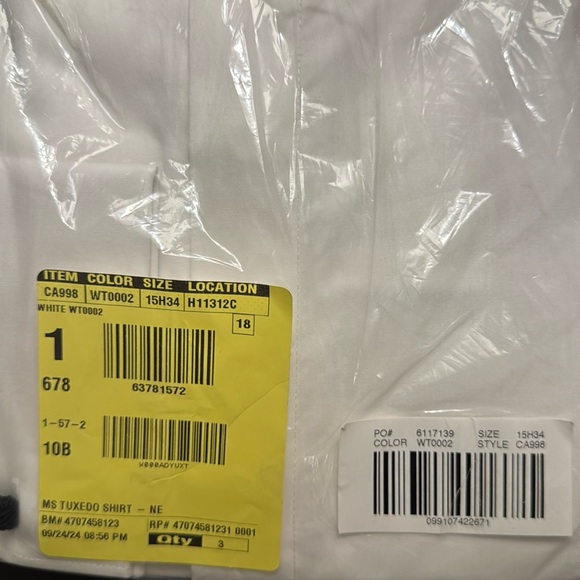 ITEM COLOR SIZE LOCATION
CA998 WT0002 15H34 H11312C
WHITE WT0002
18
1
63781572
678
1-57-2
10B
W000ADYUXT
MS TUXEDO SHIRT - NE
BM# 4707458123 RP# 47074581231 0001
09/24/24 08:56 PM Qty 3
PO# 6117139 SIZE 15H34
COLOR WT0002 STYLE CA998
099107422671